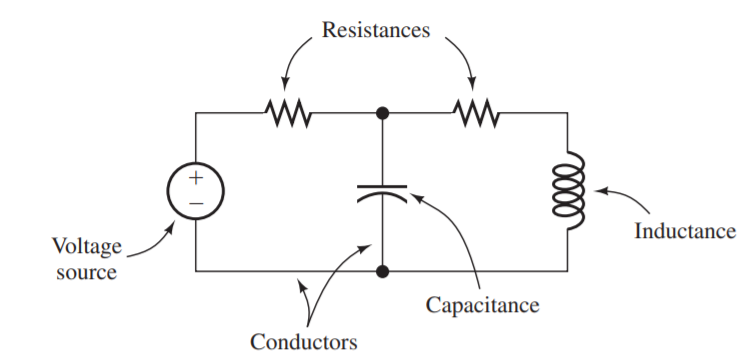 Resistances
+
−
Inductance
Voltage
source
Capacitance
Conductors